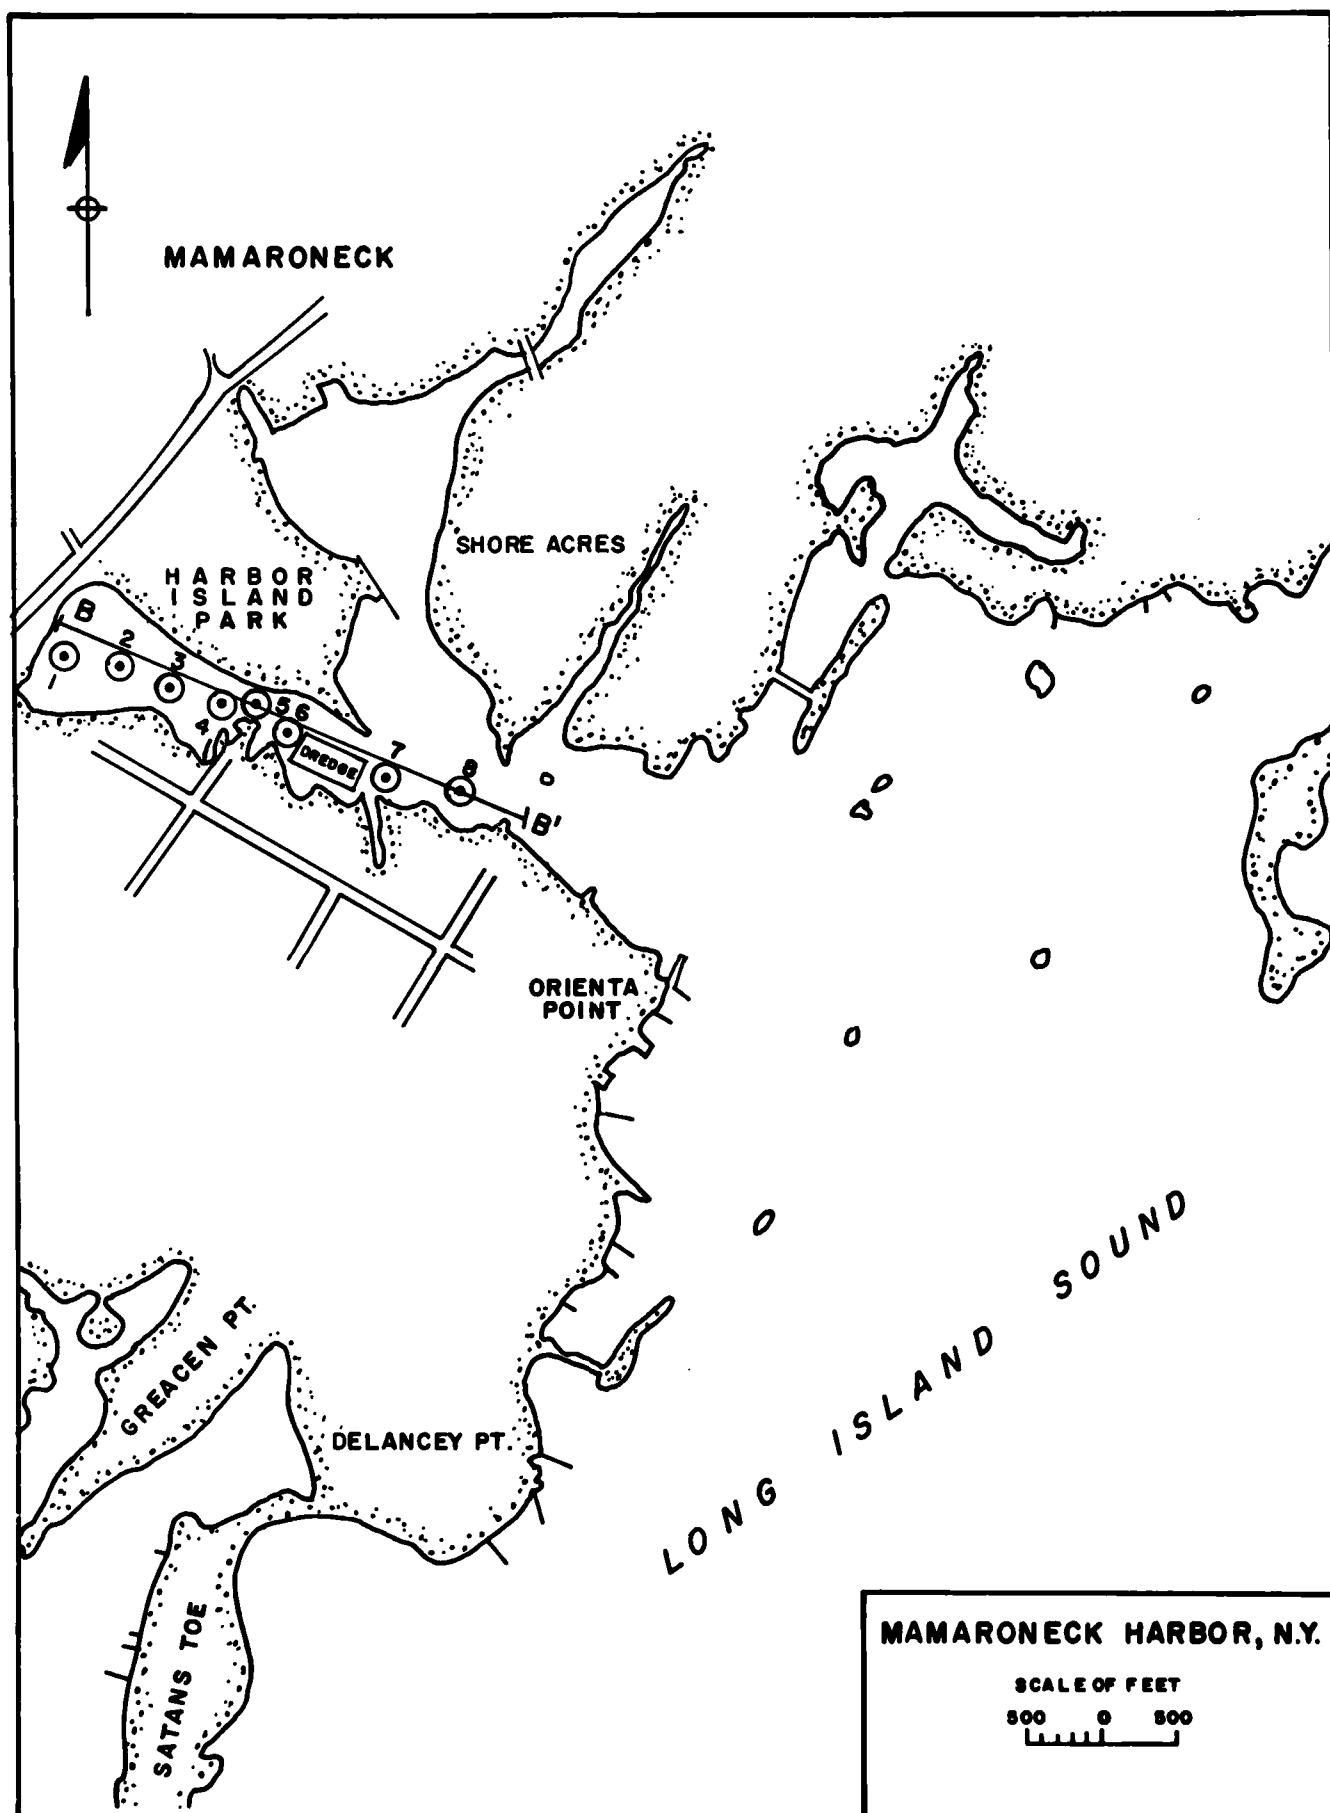 MAMARONECK
SHORE ACRES
HARBOR
ISLAND
PARK
B
1
2
3
4
5
6
DREDGE
7
8
B'
ORIENTA
POINT
LONG ISLAND SOUND
GREACEN PT.
DELANCEY PT.
SATANS TOE
MAMARONECK HARBOR, N.Y.
SCALE OF FEET
500 0 500